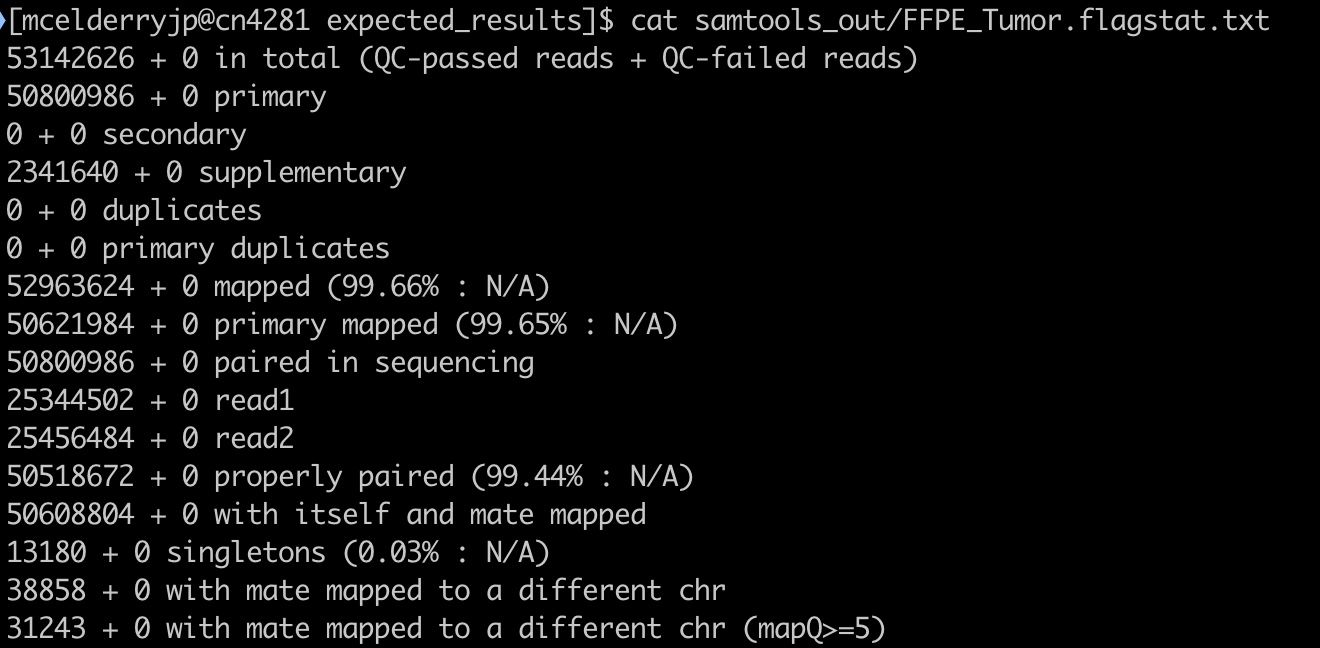 [mcelderryjp@cn4281 expected_results]$ cat samtools_out/FFPE_Tumor.flagstat.txt
53142626 + 0 in total (QC-passed reads + QC-failed reads)
50800986 + 0 primary
0 + 0 secondary
2341640 + 0 supplementary
0 + 0 duplicates
0 + 0 primary duplicates
52963624 + 0 mapped (99.66% : N/A)
50621984 + 0 primary mapped (99.65% : N/A)
50800986 + 0 paired in sequencing
25344502 + 0 read1
25456484 + 0 read2
50518672 + 0 properly paired (99.44% : N/A)
50608804 + 0 with itself and mate mapped
13180 + 0 singletons (0.03% : N/A)
38858 + 0 with mate mapped to a different chr
31243 + 0 with mate mapped to a different chr (mapQ>=5)